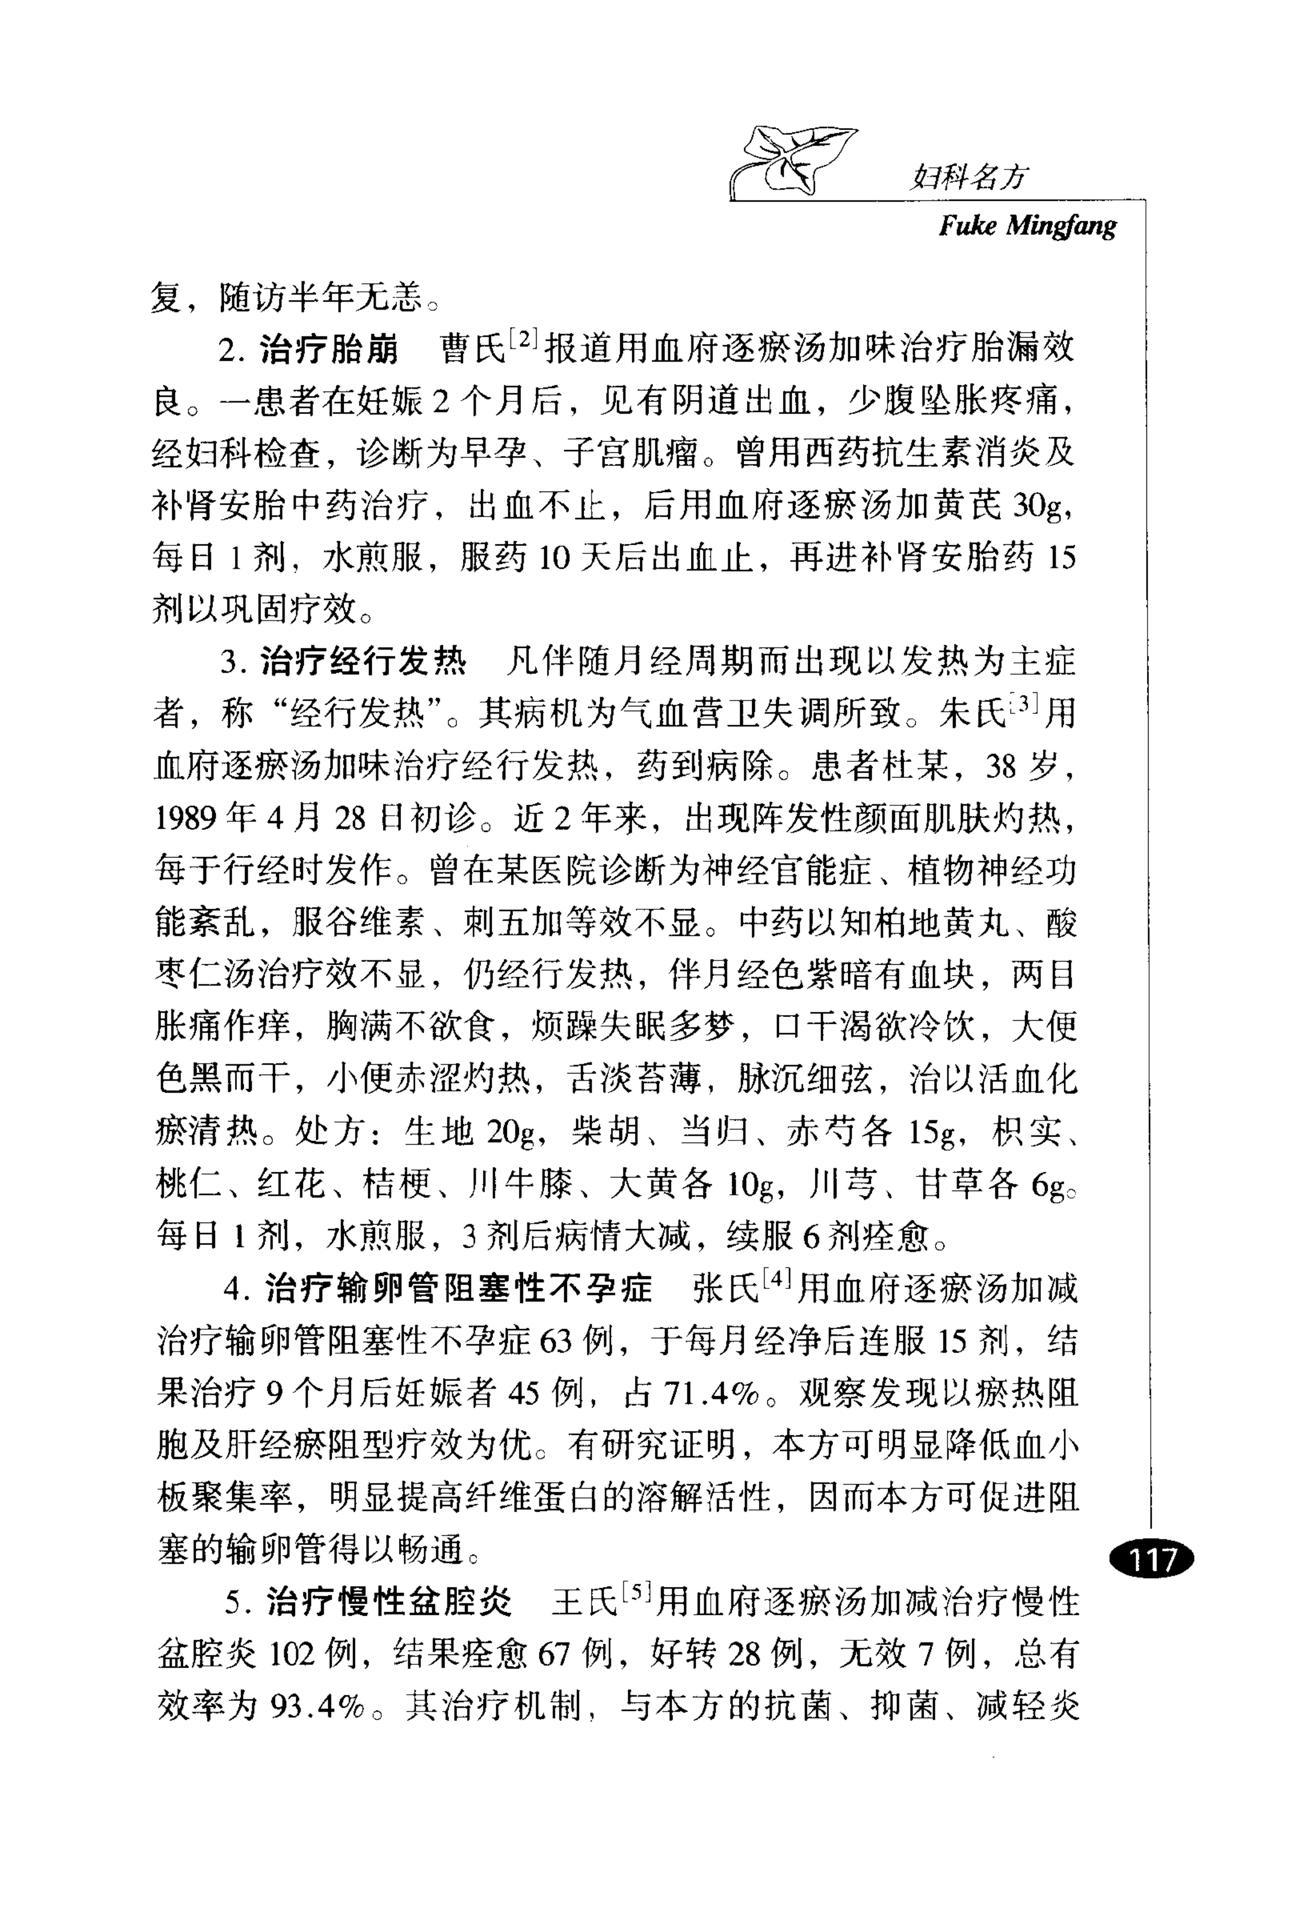 妇科名方
Fuke Mingfang
复，随访半年无恙。
2. 治疗胎崩　曹氏[2]报道用血府逐瘀汤加味治疗胎漏效
良。一患者在妊娠 2 个月后，见有阴道出血，少腹坠胀疼痛，
经妇科检查，诊断为早孕、子宫肌瘤。曾用西药抗生素消炎及
补肾安胎中药治疗，出血不止，后用血府逐瘀汤加黄芪 30g，
每日 1 剂，水煎服，服药 10 天后出血止，再进补肾安胎药 15
剂以巩固疗效。
3. 治疗经行发热　凡伴随月经周期而出现以发热为主症
者，称“经行发热”。其病机为气血营卫失调所致。朱氏[3]用
血府逐瘀汤加味治疗经行发热，药到病除。患者杜某，38 岁，
1989 年 4 月 28 日初诊。近 2 年来，出现阵发性颜面肌肤灼热，
每于行经时发作。曾在某医院诊断为神经官能症、植物神经功
能紊乱，服谷维素、刺五加等效不显。中药以知柏地黄丸、酸
枣仁汤治疗效不显，仍经行发热，伴月经色紫暗有血块，两目
胀痛作痒，胸满不欲食，烦躁失眠多梦，口干渴欲冷饮，大便
色黑而干，小便赤涩灼热，舌淡苔薄，脉沉细弦，治以活血化
瘀清热。处方：生地 20g，柴胡、当归、赤芍各 15g，枳实、
桃仁、红花、桔梗、川牛膝、大黄各 10g，川芎、甘草各 6g。
每日 1 剂，水煎服，3 剂后病情大减，续服 6 剂痊愈。
4. 治疗输卵管阻塞性不孕症　张氏[4]用血府逐瘀汤加减
治疗输卵管阻塞性不孕症 63 例，于每月经净后连服 15 剂，结
果治疗 9 个月后妊娠者 45 例，占 71.4%。观察发现以瘀热阻
胞及肝经瘀阻型疗效为优。有研究证明，本方可明显降低血小
板聚集率，明显提高纤维蛋白的溶解活性，因而本方可促进阻
塞的输卵管得以畅通。
117
5. 治疗慢性盆腔炎　王氏[5]用血府逐瘀汤加减治疗慢性
盆腔炎 102 例，结果痊愈 67 例，好转 28 例，无效 7 例，总有
效率为 93.4%。其治疗机制，与本方的抗菌、抑菌、减轻炎